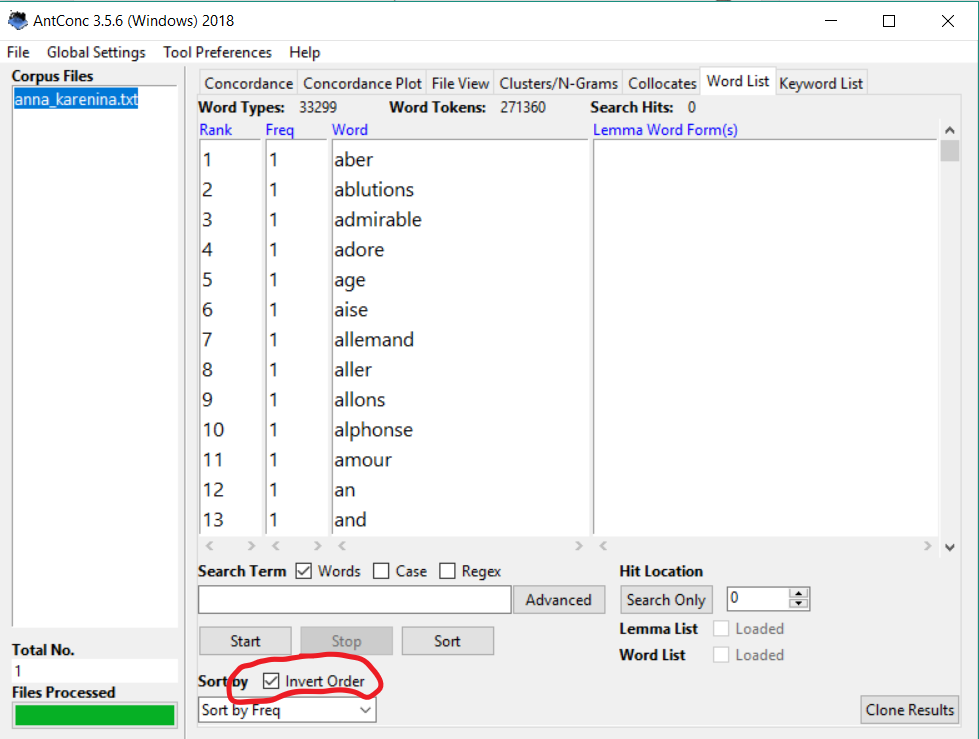 AntConc 3.5.6 (Windows) 2018
File Global Settings Tool Preferences Help
Corpus Files
anna_karenina.txt
Concordance Concordance Plot File View Clusters/N-Grams Collocates Word List Keyword List
Word Types: 33299 Word Tokens: 271360 Search Hits: 0
Rank Freq Word Lemma Word Form(s)
1 1 aber
2 1 ablutions
3 1 admirable
4 1 adore
5 1 age
6 1 aise
7 1 allemand
8 1 aller
9 1 allons
10 1 alphonse
11 1 amour
12 1 an
13 1 and
Search Term Words Case Regex Hit Location
Advanced Search Only 0
Start Stop Sort Lemma List Loaded
Word List Loaded
Total No.
1
Files Processed
Sort by Invert Order
Sort by Freq Clone Results